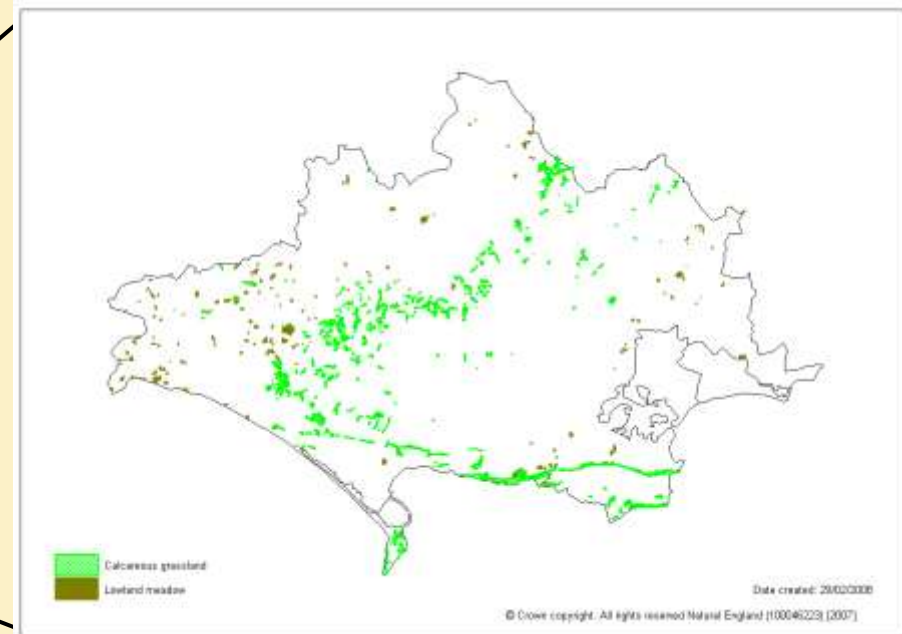 Calcareous grassland
Lowland meadow
Date created: 29/02/2008
© Crown copyright. All rights reserved Natural England (100046223) (2007)